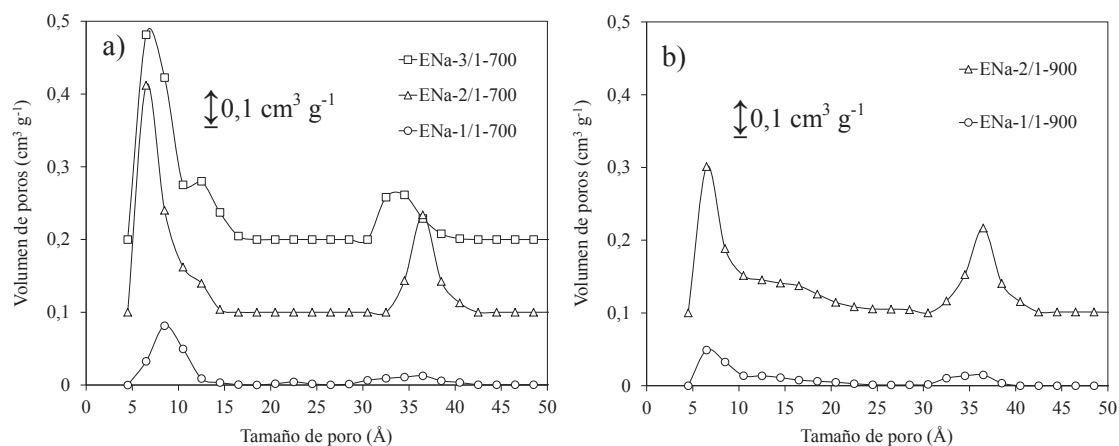 a)
ENa-3/1-700
ENa-2/1-700
ENa-1/1-700
0,1 cm³ g⁻¹
0,5
0,4
0,3
0,2
0,1
0
Volumen de poros (cm³ g⁻¹)
0 5 10 15 20 25 30 35 40 45 50
Tamaño de poro (Å)
b)
ENa-2/1-900
ENa-1/1-900
0,1 cm³ g⁻¹
0,5
0,4
0,3
0,2
0,1
0
Volumen de poros (cm³ g⁻¹)
0 5 10 15 20 25 30 35 40 45 50
Tamaño de poro (Å)